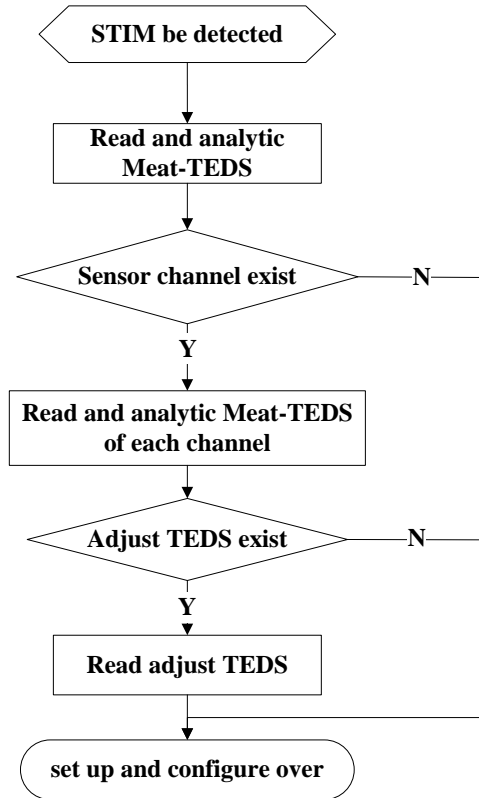 STIM be detected
Read and analytic
Meat-TEDS
Sensor channel exist
N
Y
Read and analytic Meat-TEDS
of each channel
Adjust TEDS exist
N
Y
Read adjust TEDS
set up and configure over